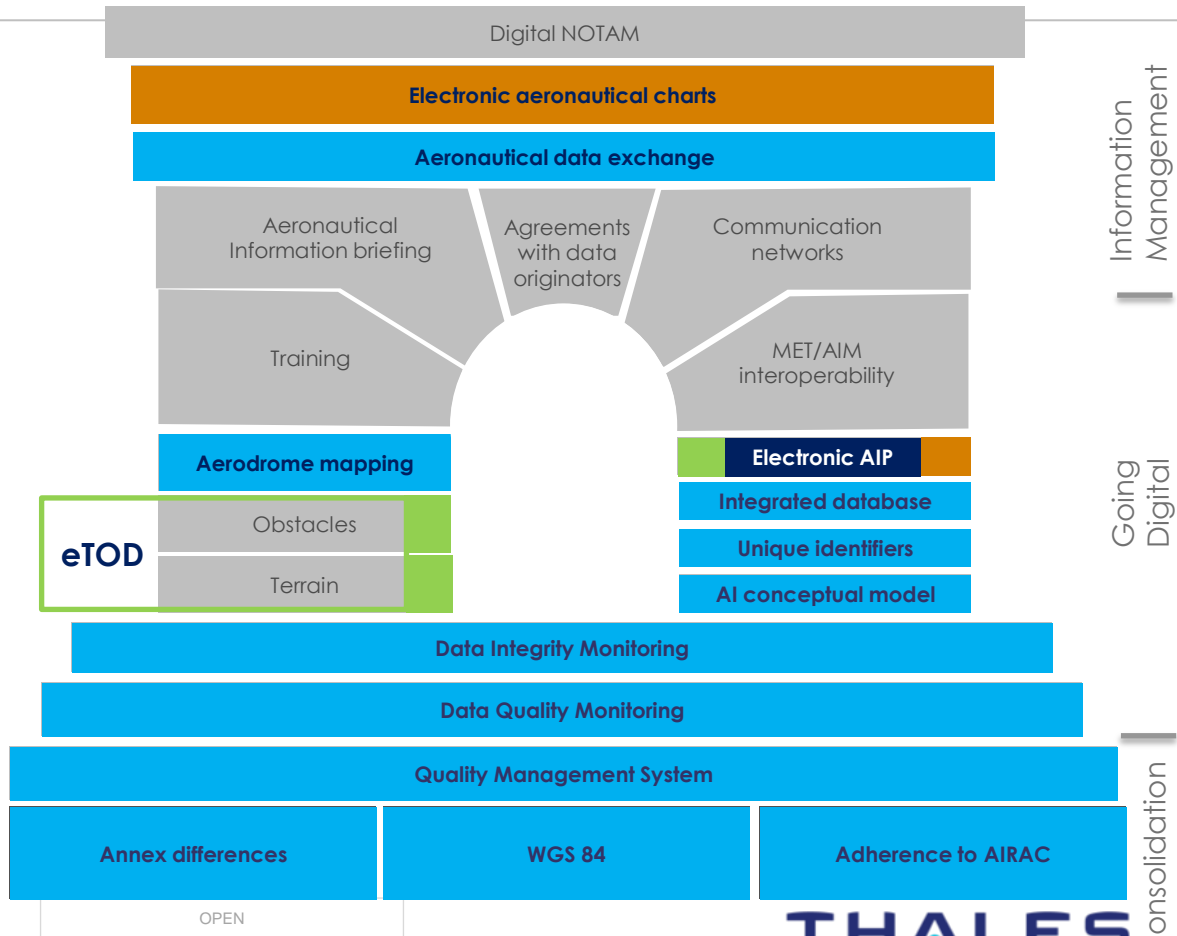 Digital NOTAM
Electronic aeronautical charts
Aeronautical data exchange
Aeronautical
Information briefing
Agreements
with data
originators
Communication
networks
Training
MET/AIM
interoperability
Aerodrome mapping
Electronic AIP
Integrated database
eTOD
Obstacles
Unique identifiers
Terrain
AI conceptual model
Data Integrity Monitoring
Data Quality Monitoring
Quality Management System
Annex differences
WGS 84
Adherence to AIRAC
Information
Management
Going
Digital
onsolidation
OPEN
THALES